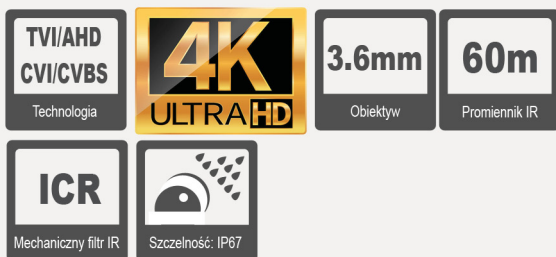 TVI/AHD
CVI/CVBS
Technologia
4K
ULTRA HD
3.6mm
Obiektyw
60m
Promiennik IR
ICR
Mechaniczny filtr IR
Szczelność: IP67